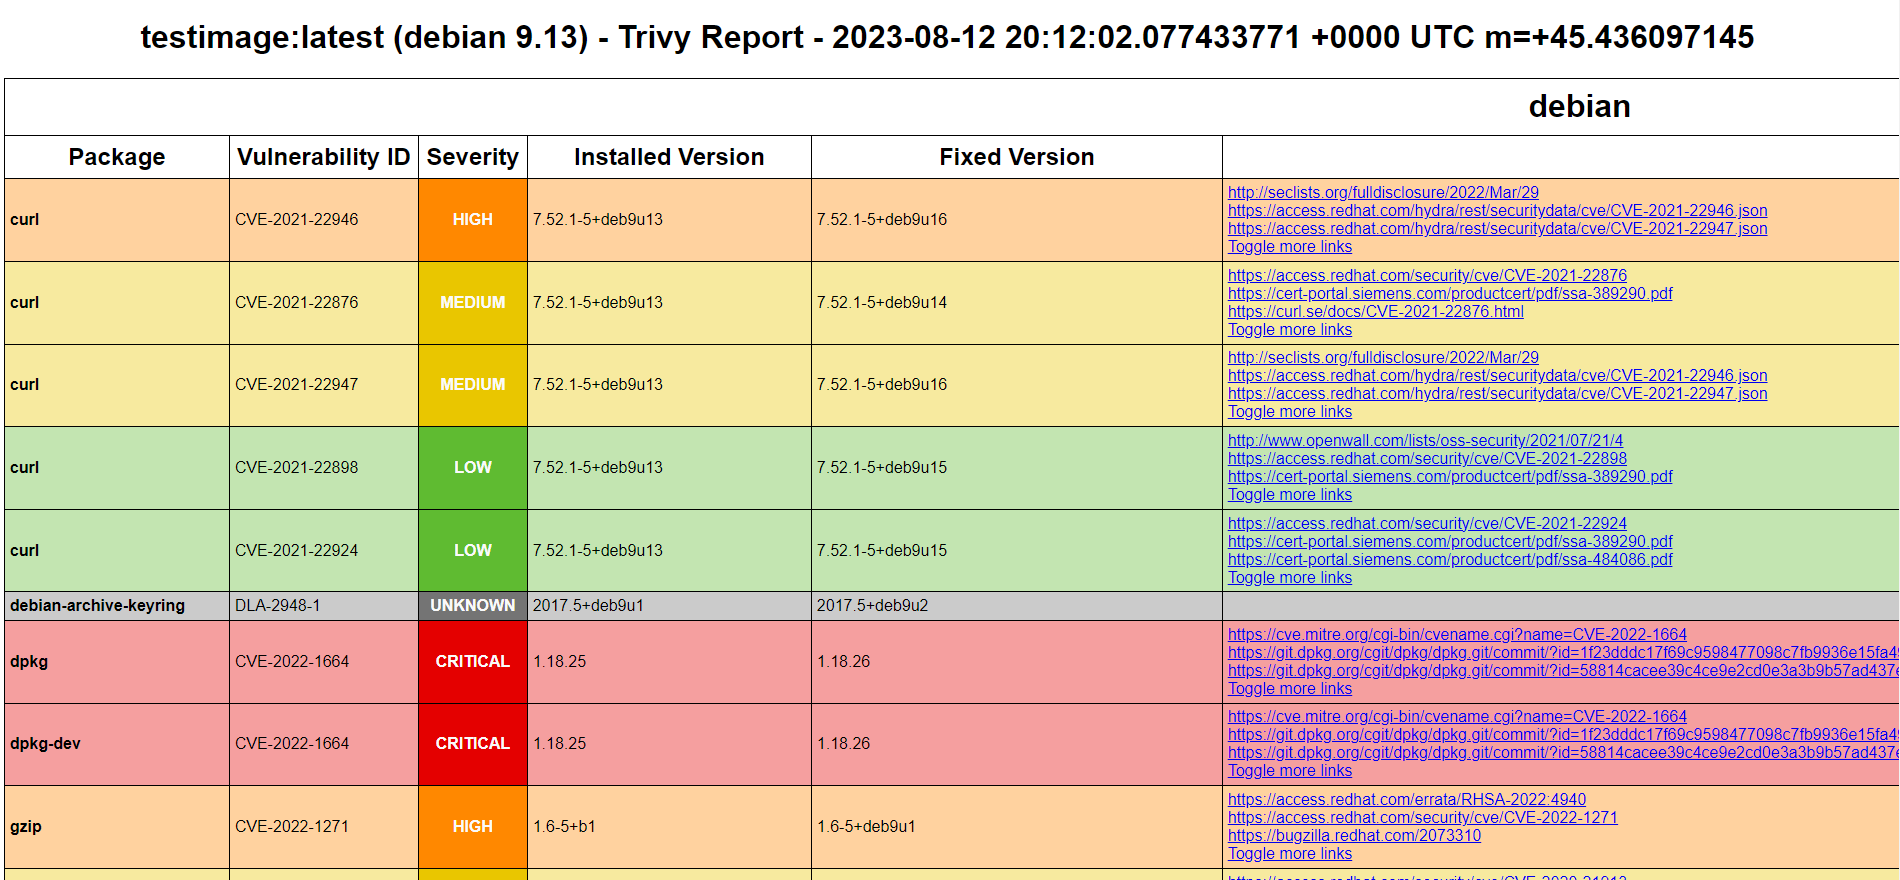 testimage:latest (debian 9.13) - Trivy Report - 2023-08-12 20:12:02.077433771 +0000 UTC m=+45.436097145
debian
Package Vulnerability ID Severity Installed Version Fixed Version
curl CVE-2021-22946 HIGH 7.52.1-5+deb9u13 7.52.1-5+deb9u16
http://seclists.org/fulldisclosure/2022/Mar/29
https://access.redhat.com/hydra/rest/securitydata/cve/CVE-2021-22946.json
https://access.redhat.com/hydra/rest/securitydata/cve/CVE-2021-22947.json
Toggle more links
curl CVE-2021-22876 MEDIUM 7.52.1-5+deb9u13 7.52.1-5+deb9u14
https://access.redhat.com/security/cve/CVE-2021-22876
https://cert-portal.siemens.com/productcert/pdf/ssa-389290.pdf
https://curl.se/docs/CVE-2021-22876.html
Toggle more links
curl CVE-2021-22947 MEDIUM 7.52.1-5+deb9u13 7.52.1-5+deb9u16
http://seclists.org/fulldisclosure/2022/Mar/29
https://access.redhat.com/hydra/rest/securitydata/cve/CVE-2021-22946.json
https://access.redhat.com/hydra/rest/securitydata/cve/CVE-2021-22947.json
Toggle more links
curl CVE-2021-22898 LOW 7.52.1-5+deb9u13 7.52.1-5+deb9u15
http://www.openwall.com/lists/oss-security/2021/07/21/4
https://access.redhat.com/security/cve/CVE-2021-22898
https://cert-portal.siemens.com/productcert/pdf/ssa-389290.pdf
Toggle more links
curl CVE-2021-22924 LOW 7.52.1-5+deb9u13 7.52.1-5+deb9u15
https://access.redhat.com/security/cve/CVE-2021-22924
https://cert-portal.siemens.com/productcert/pdf/ssa-389290.pdf
https://cert-portal.siemens.com/productcert/pdf/ssa-484086.pdf
Toggle more links
debian-archive-keyring DLA-2948-1 UNKNOWN 2017.5+deb9u1 2017.5+deb9u2
dpkg CVE-2022-1664 CRITICAL 1.18.25 1.18.26
https://cve.mitre.org/cgi-bin/cvename.cgi?name=CVE-2022-1664
https://git.dpkg.org/cgit/dpkg/dpkg.git/commit/?id=1f23dddc17f69c9598477098c7fb9936e15fa4
https://git.dpkg.org/cgit/dpkg/dpkg.git/commit/?id=58814cacee39c4ce9e2cd0e3a3b9b57ad437
Toggle more links
dpkg-dev CVE-2022-1664 CRITICAL 1.18.25 1.18.26
https://cve.mitre.org/cgi-bin/cvename.cgi?name=CVE-2022-1664
https://git.dpkg.org/cgit/dpkg/dpkg.git/commit/?id=1f23dddc17f69c9598477098c7fb9936e15fa4
https://git.dpkg.org/cgit/dpkg/dpkg.git/commit/?id=58814cacee39c4ce9e2cd0e3a3b9b57ad437
Toggle more links
gzip CVE-2022-1271 HIGH 1.6-5+b1 1.6-5+deb9u1
https://access.redhat.com/errata/RHSA-2022:4940
https://access.redhat.com/security/cve/CVE-2022-1271
https://bugzilla.redhat.com/2073310
Toggle more links